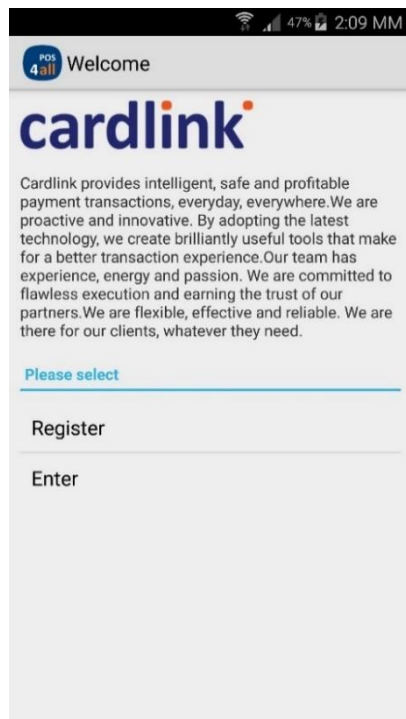 47% 2:09 MM
POS
4all Welcome
cardlink
Cardlink provides intelligent, safe and profitable
payment transactions, everyday, everywhere.We are
proactive and innovative. By adopting the latest
technology, we create brilliantly useful tools that make
for a better transaction experience.Our team has
experience, energy and passion. We are committed to
flawless execution and earning the trust of our
partners.We are flexible, effective and reliable. We are
there for our clients, whatever they need.
Please select
Register
Enter